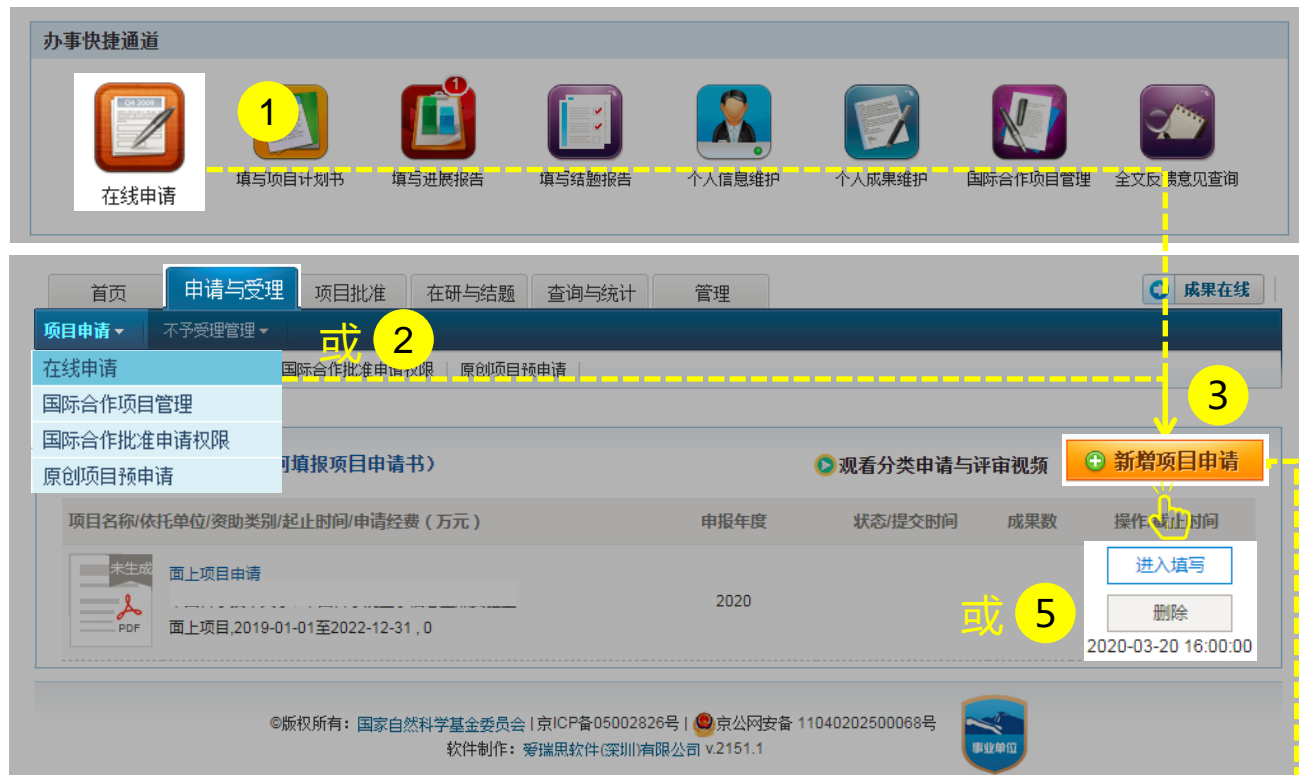 办事快捷通道
1
1
在线申请
填写项目计划书
填写进展报告
填写结题报告
个人信息维护
个人成果维护
国际合作项目管理
全文反馈意见查询
首页
申请与受理
项目批准
在研与结题
查询与统计
管理
成果在线
项目申请
不予受理管理
或 2
在线申请
国际合作批准申请权限 | 原创项目预申请
国际合作项目管理
3
国际合作批准申请权限
填报项目申请书）
观看分类申请与评审视频
新增项目申请
原创项目预申请
项目名称/依托单位/资助类别/起止时间/申请经费（万元）
申报年度
状态/提交时间
成果数
操作/截止时间
未生成
PDF
面上项目申请
面上项目,2019-01-01至2022-12-31 , 0
2020
或 5
进入填写
删除
2020-03-20 16:00:00
©版权所有：国家自然科学基金委员会 | 京ICP备05002826号 | 京公网安备 11040202500068号
软件制作：爱瑞思软件(深圳)有限公司 v.2151.1
事业单位